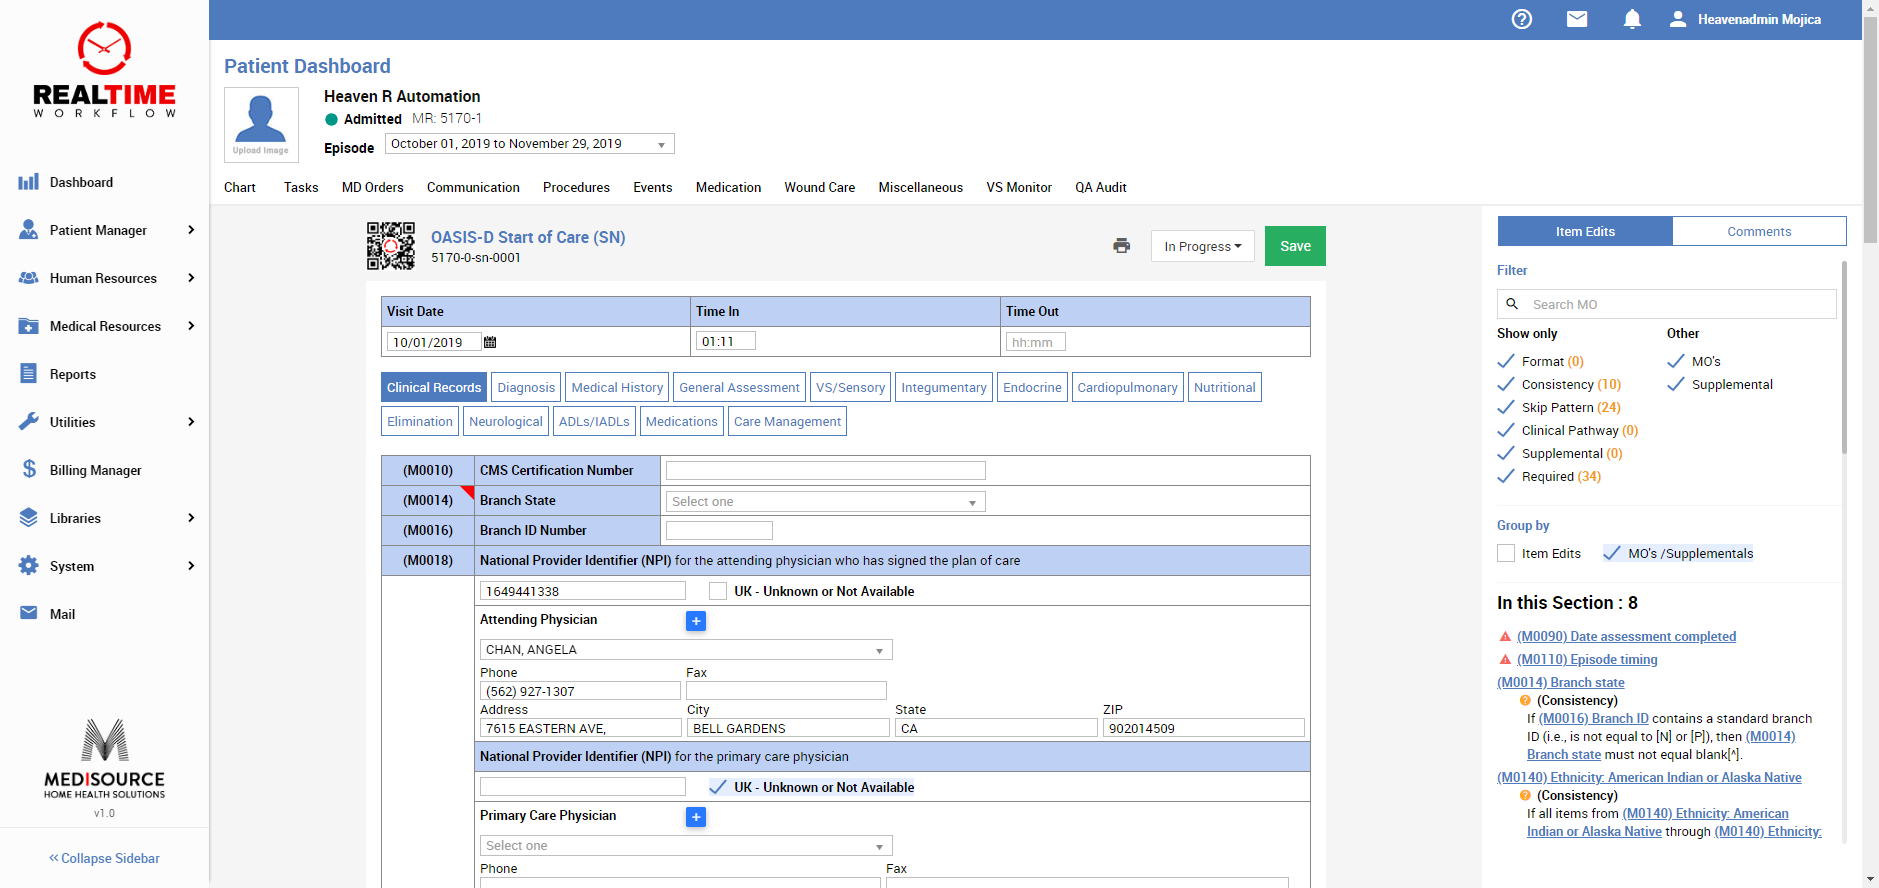 Heavenadmin Mojica
REALTIME
WORKFLOW
Dashboard
Patient Manager
Human Resources
Medical Resources
Reports
Utilities
Billing Manager
Libraries
System
Mail
MEDISOURCE
HOME HEALTH SOLUTIONS
v1.0
Collapse Sidebar
Patient Dashboard
Upload Image
Heaven R Automation
Admitted MR: 5170-1
Episode October 01, 2019 to November 29, 2019
Chart Tasks MD Orders Communication Procedures Events Medication Wound Care Miscellaneous VS Monitor QA Audit
OASIS-D Start of Care (SN)
5170-0-sn-0001
In Progress Save
Visit Date Time In Time Out
10/01/2019 01:11 hh:mm
Clinical Records Diagnosis Medical History General Assessment VS/Sensory Integumentary Endocrine Cardiopulmonary Nutritional
Elimination Neurological ADLs/IADLs Medications Care Management
(M0010) CMS Certification Number
(M0014) Branch State Select one
(M0016) Branch ID Number
(M0018) National Provider Identifier (NPI) for the attending physician who has signed the plan of care
1649441338 UK - Unknown or Not Available
Attending Physician +
CHAN, ANGELA
Phone Fax
(562) 927-1307
Address City State ZIP
7615 EASTERN AVE, BELL GARDENS CA 902014509
National Provider Identifier (NPI) for the primary care physician
UK - Unknown or Not Available
Primary Care Physician +
Select one
Phone Fax
Item Edits Comments
Filter
Search MO
Show only Other
Format (0) MO's
Consistency (10) Supplemental
Skip Pattern (24)
Clinical Pathway (0)
Supplemental (0)
Required (34)
Group by
Item Edits MO's /Supplementals
In this Section : 8
(M0090) Date assessment completed
(M0110) Episode timing
(M0014) Branch state
(Consistency)
If (M0016) Branch ID contains a standard branch
ID (i.e., is not equal to [N] or [P]), then (M0014)
Branch state must not equal blank[^].
(M0140) Ethnicity: American Indian or Alaska Native
(Consistency)
If all items from (M0140) Ethnicity: American
Indian or Alaska Native through (M0140) Ethnicity: